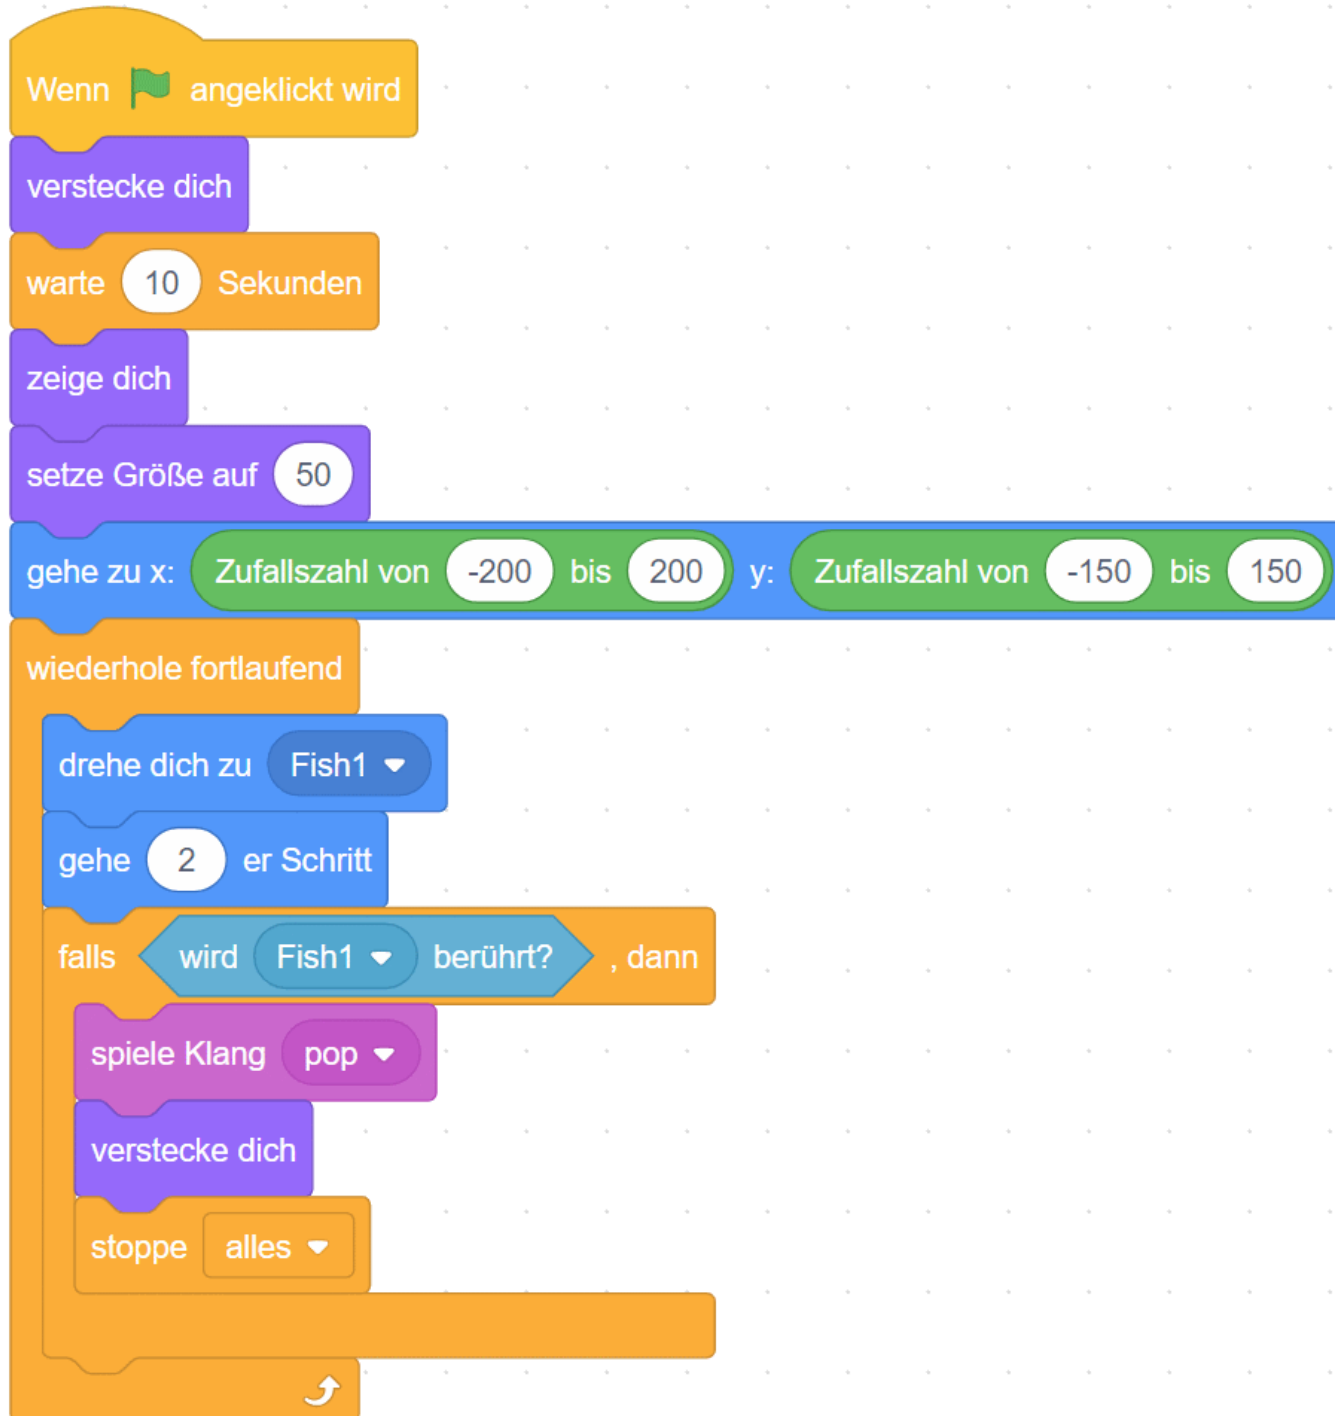 Wenn angeklickt wird
verstecke dich
warte 10 Sekunden
zeige dich
setze Größe auf 50
gehe zu x: Zufallszahl von -200 bis 200 y: Zufallszahl von -150 bis 150
wiederhole fortlaufend
drehe dich zu Fish1
gehe 2 er Schritt
falls wird Fish1 berührt? , dann
spiele Klang pop
verstecke dich
stoppe alles